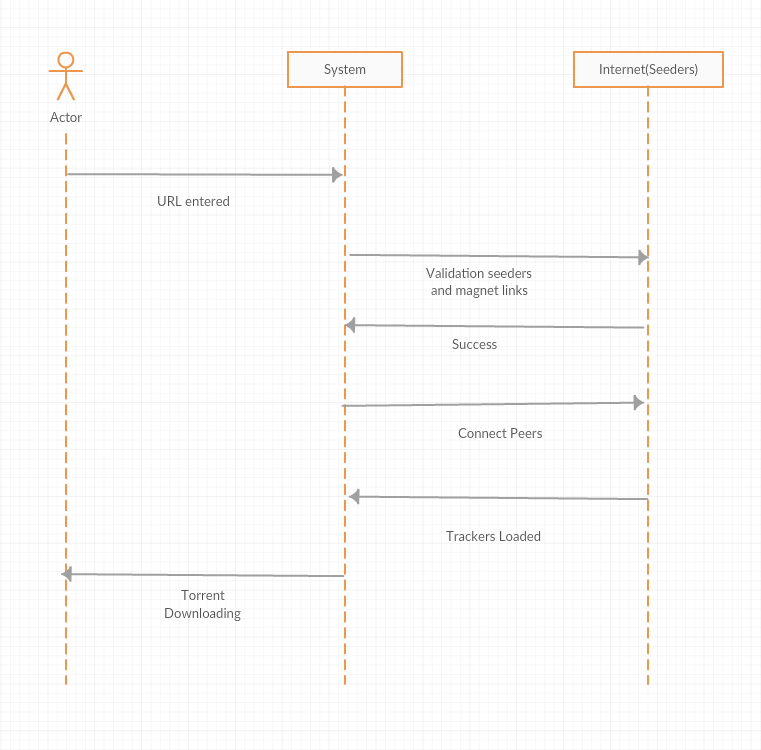 System
Internet(Seeders)
Actor
URL entered
Validation seeders
and magnet links
Success
Connect Peers
Trackers Loaded
Torrent
Downloading